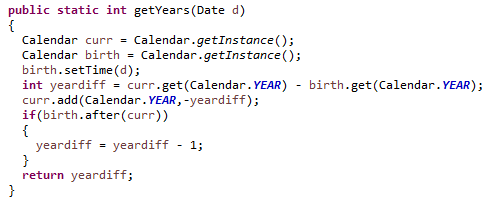 public static int getYears(Date d)
{
  Calendar curr = Calendar.getInstance();
  Calendar birth = Calendar.getInstance();
  birth.setTime(d);
  int yeardiff = curr.get(Calendar.YEAR) - birth.get(Calendar.YEAR);
  curr.add(Calendar.YEAR,-yeardiff);
  if(birth.after(curr))
  {
    yeardiff = yeardiff - 1;
  }
  return yeardiff;
}